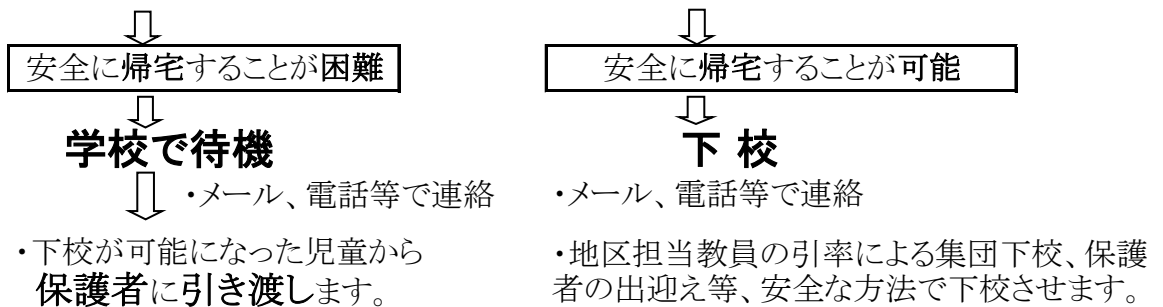 安全に帰宅することが困難
学校で待機
・メール、電話等で連絡
・下校が可能になった児童から
保護者に引き渡します。
安全に帰宅することが可能
下 校
・メール、電話等で連絡
・地区担当教員の引率による集団下校、保護
者の出迎え等、安全な方法で下校させます。